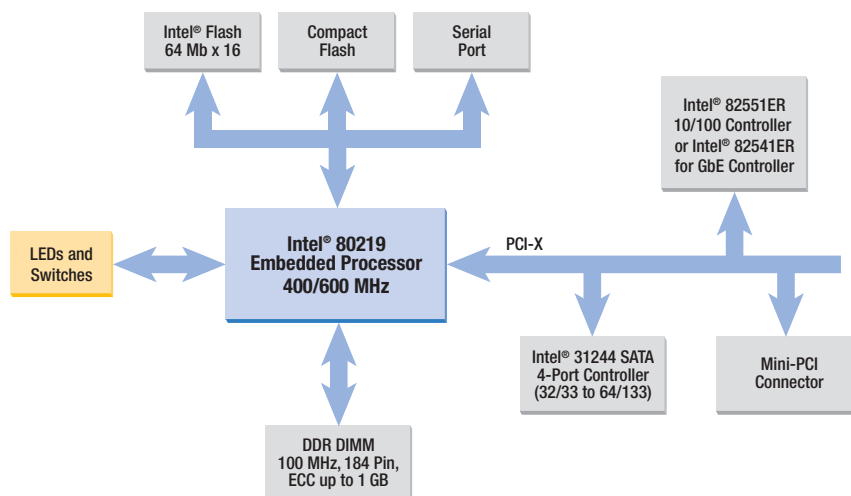 Intel® Flash
64 Mb x 16
Compact
Flash
Serial
Port
Intel® 82551ER
10/100 Controller
or Intel® 82541ER
for GbE Controller
LEDs and
Switches
Intel® 80219
Embedded Processor
400/600 MHz
PCI-X
Intel® 31244 SATA
4-Port Controller
(32/33 to 64/133)
Mini-PCI
Connector
DDR DIMM
100 MHz, 184 Pin,
ECC up to 1 GB